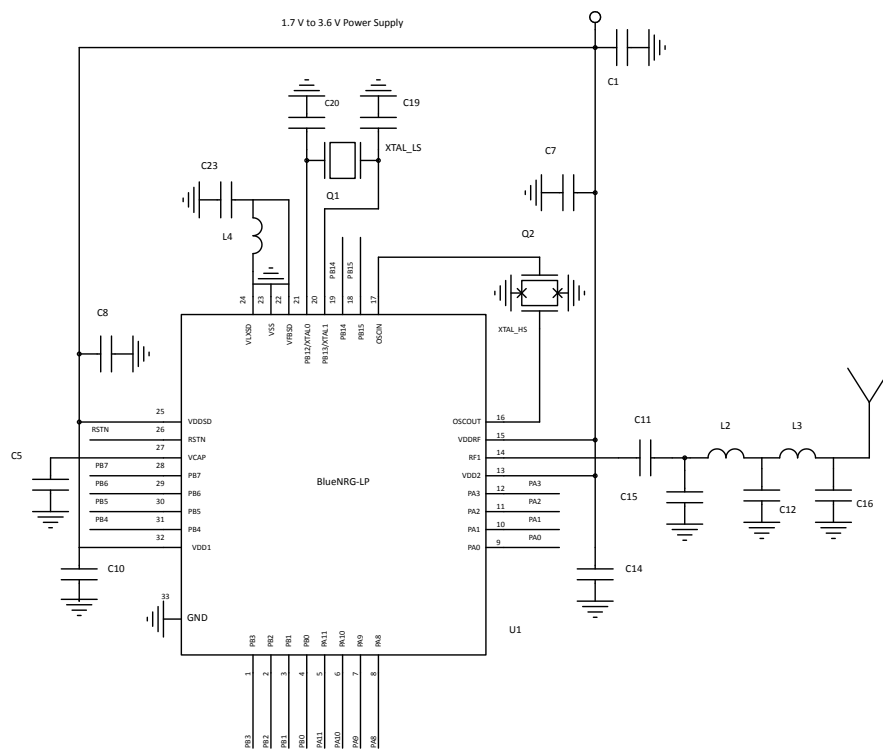 1.7 V to 3.6 V Power Supply
C1
C20
C19
XTAL_LS
C23
C7
Q1
Q2
L4
PB14
PB15
24
23
22
21
20
19
18
17
C8
VLXSD
VSS
VFBSD
PB12/XTAL0
PB13/XTAL1
PB14
PB15
OSCIN
XTAL_HS
25
VDDSD
OSCOUT
16
RSTN
26
RSTN
VDDRF
15
C11
L2
L3
27
VCAP
RF1
14
C5
PB7
28
PB7
BlueNRG-LP
VDD2
13
PB6
29
PB6
PA3
12
PA3
PB5
30
PB5
PA2
11
PA2
C15
C12
C16
PB4
31
PB4
PA1
10
PA1
32
VDD1
PA0
9
PA0
C10
C14
33
GND
U1
PB3
PB2
PB1
PB0
PA11
PA10
PA9
PA8
1
2
3
4
5
6
7
8
PB3
PB2
PB1
PB0
PA11
PA10
PA9
PA8